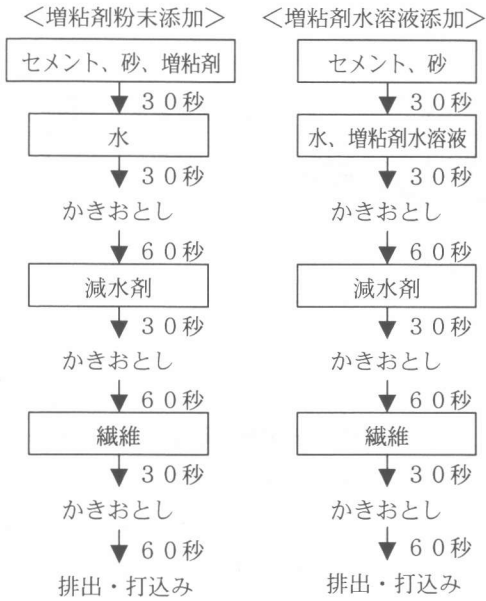 ＜増粘剤粉末添加＞
セメント、砂、増粘剤
３０秒
水
３０秒
かきおとし
６０秒
減水剤
３０秒
かきおとし
６０秒
繊維
３０秒
かきおとし
６０秒
排出・打込み
＜増粘剤水溶液添加＞
セメント、砂
３０秒
水、増粘剤水溶液
３０秒
かきおとし
６０秒
減水剤
３０秒
かきおとし
６０秒
繊維
３０秒
かきおとし
６０秒
排出・打込み